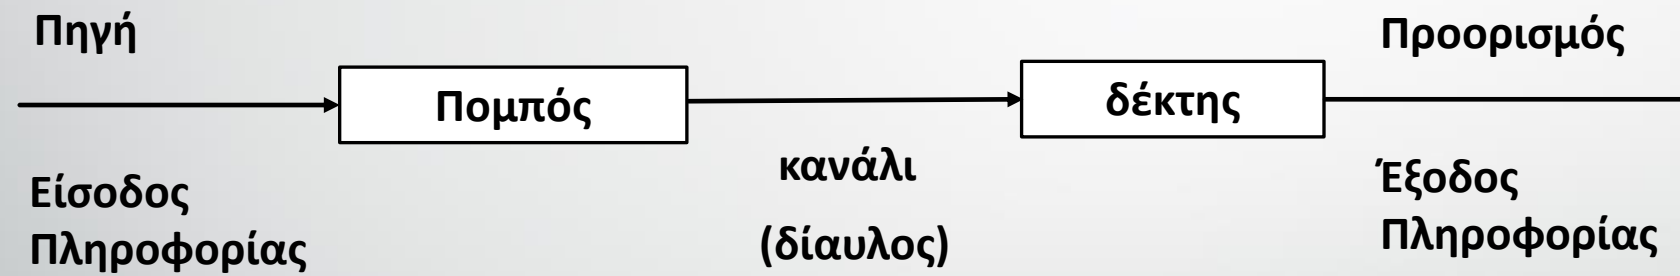 Πηγή
Είσοδος
Πληροφορίας
Πομπός
κανάλι
(δίαυλος)
δέκτης
Προορισμός
Έξοδος
Πληροφορίας